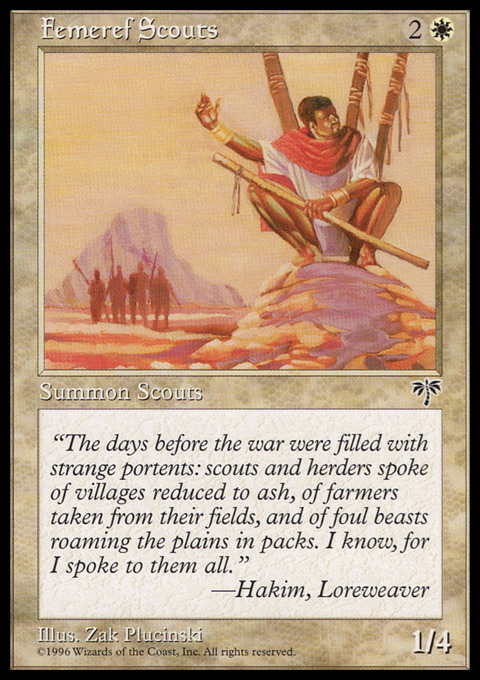 Femeref Scouts 2
Summon Scouts
“The days before the war were filled with
strange portents: scouts and herders spoke
of villages reduced to ash, of farmers
taken from their fields, and of foul beasts
roaming the plains in packs. I know, for
I spoke to them all.”
—Hakim, Loreweaver
Illus. Zak Plucinski
©1996 Wizards of the Coast, Inc. All rights reserved.
1/4